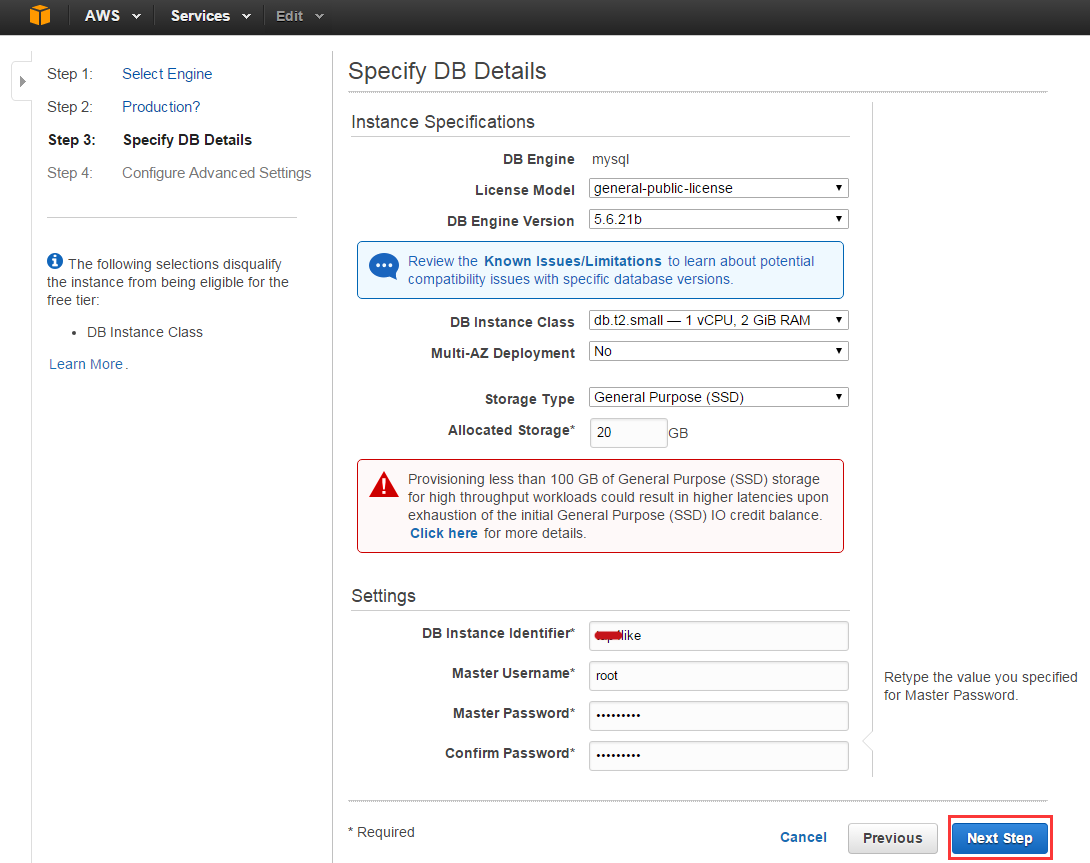 AWS Services Edit
Step 1: Select Engine
Step 2: Production?
Step 3: Specify DB Details
Step 4: Configure Advanced Settings
The following selections disqualify
the instance from being eligible for the
free tier:
• DB Instance Class
Learn More.
Specify DB Details
Instance Specifications
DB Engine mysql
License Model general-public-license
DB Engine Version 5.6.21b
Review the Known Issues/Limitations to learn about potential
compatibility issues with specific database versions.
DB Instance Class db.t2.small — 1 vCPU, 2 GiB RAM
Multi-AZ Deployment No
Storage Type General Purpose (SSD)
Allocated Storage* 20 GB
Provisioning less than 100 GB of General Purpose (SSD) storage
for high throughput workloads could result in higher latencies upon
exhaustion of the initial General Purpose (SSD) IO credit balance.
Click here for more details.
Settings
DB Instance Identifier* like
Master Username* root
Master Password* •••••••••
Confirm Password* •••••••••
Retype the value you specified
for Master Password.
* Required
Cancel Previous Next Step